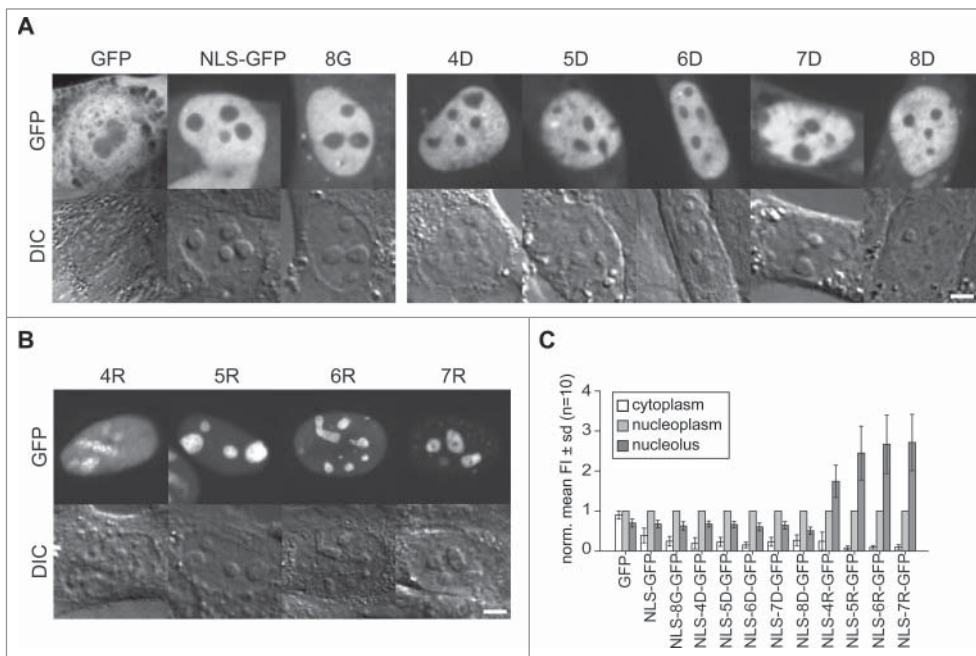 A
GFP NLS-GFP 8G 4D 5D 6D 7D 8D
GFP
DIC
B
4R 5R 6R 7R
GFP
DIC
C
norm. mean FI ± sd (n=10)
4
3
2
1
0
cytoplasm
nucleoplasm
nucleolus
GFP
NLS-GFP
NLS-8G-GFP
NLS-4D-GFP
NLS-5D-GFP
NLS-6D-GFP
NLS-7D-GFP
NLS-8D-GFP
NLS-4R-GFP
NLS-5R-GFP
NLS-6R-GFP
NLS-7R-GFP